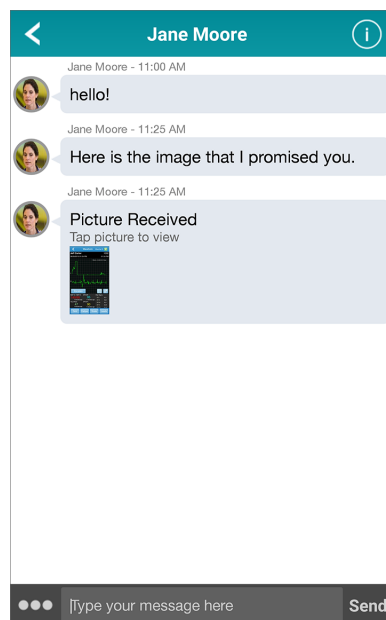 Jane Moore
i
Jane Moore - 11:00 AM
hello!
Jane Moore - 11:25 AM
Here is the image that I promised you.
Jane Moore - 11:25 AM
Picture Received
Tap picture to view
Type your message here
Send